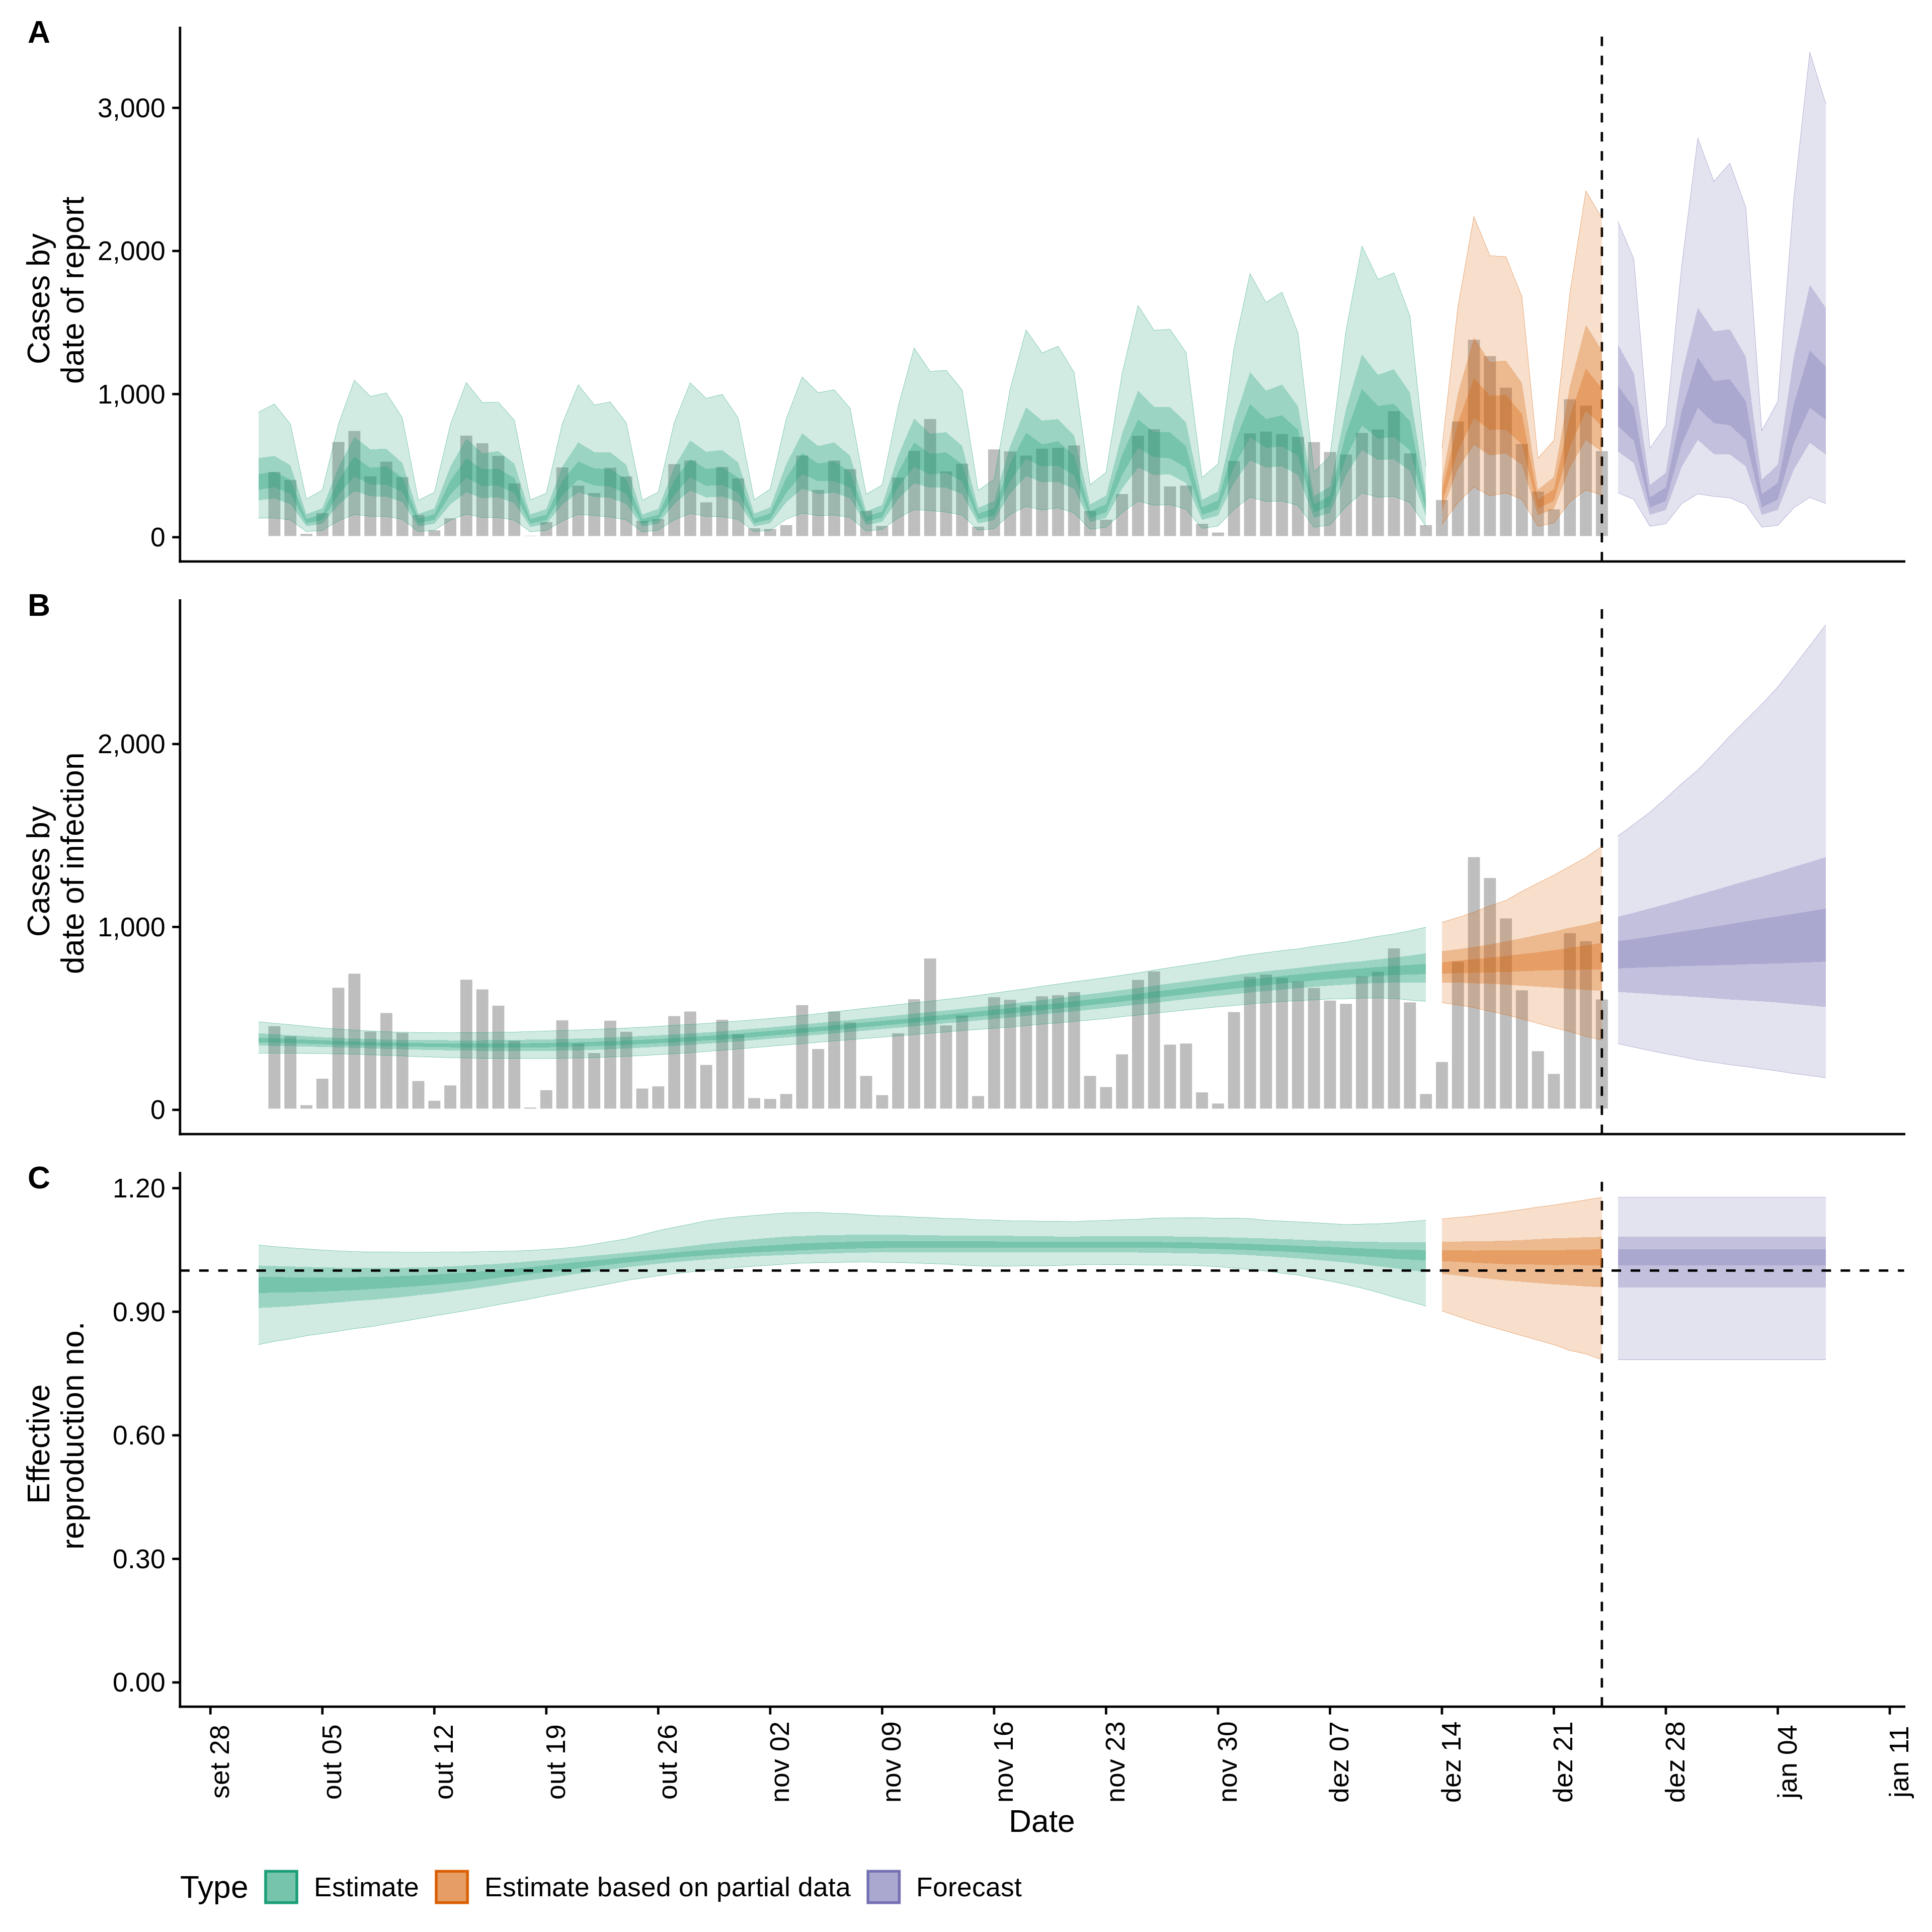 A
Cases by
date of report
3,000
2,000
1,000
0
B
Cases by
date of infection
2,000
1,000
0
C
Effective
reproduction no.
1.20
0.90
0.60
0.30
0.00
set 28
out 05
out 12
out 19
out 26
nov 02
nov 09
nov 16
nov 23
nov 30
dez 07
dez 14
dez 21
dez 28
jan 04
jan 11
Date
Type
Estimate
Estimate based on partial data
Forecast